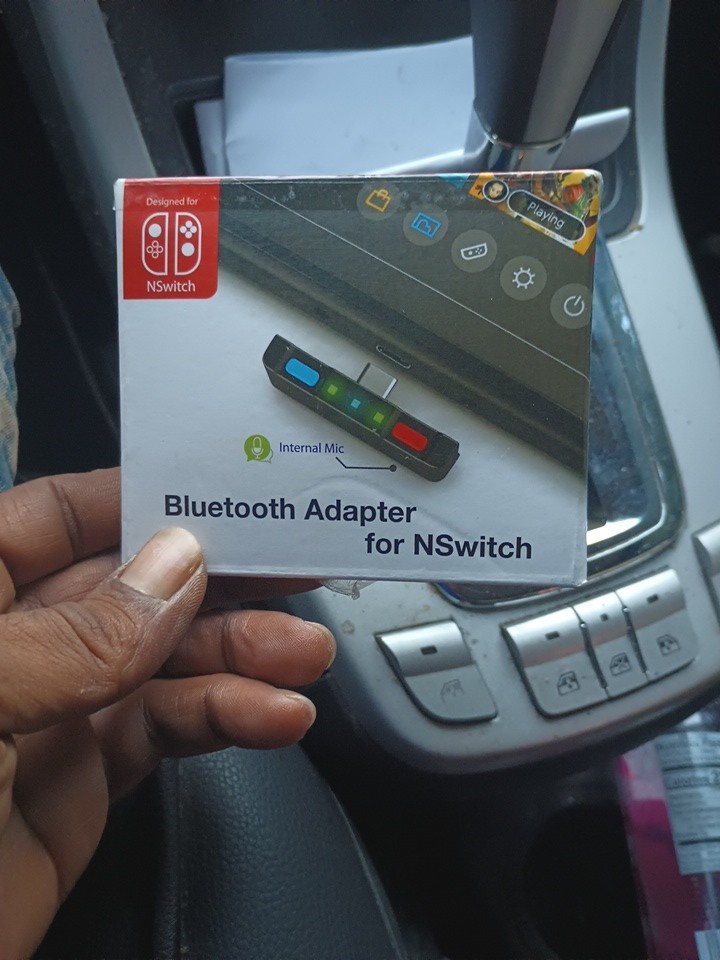 Designed for
NSwitch
Playing
Internal Mic
Bluetooth Adapter
for NSwitch